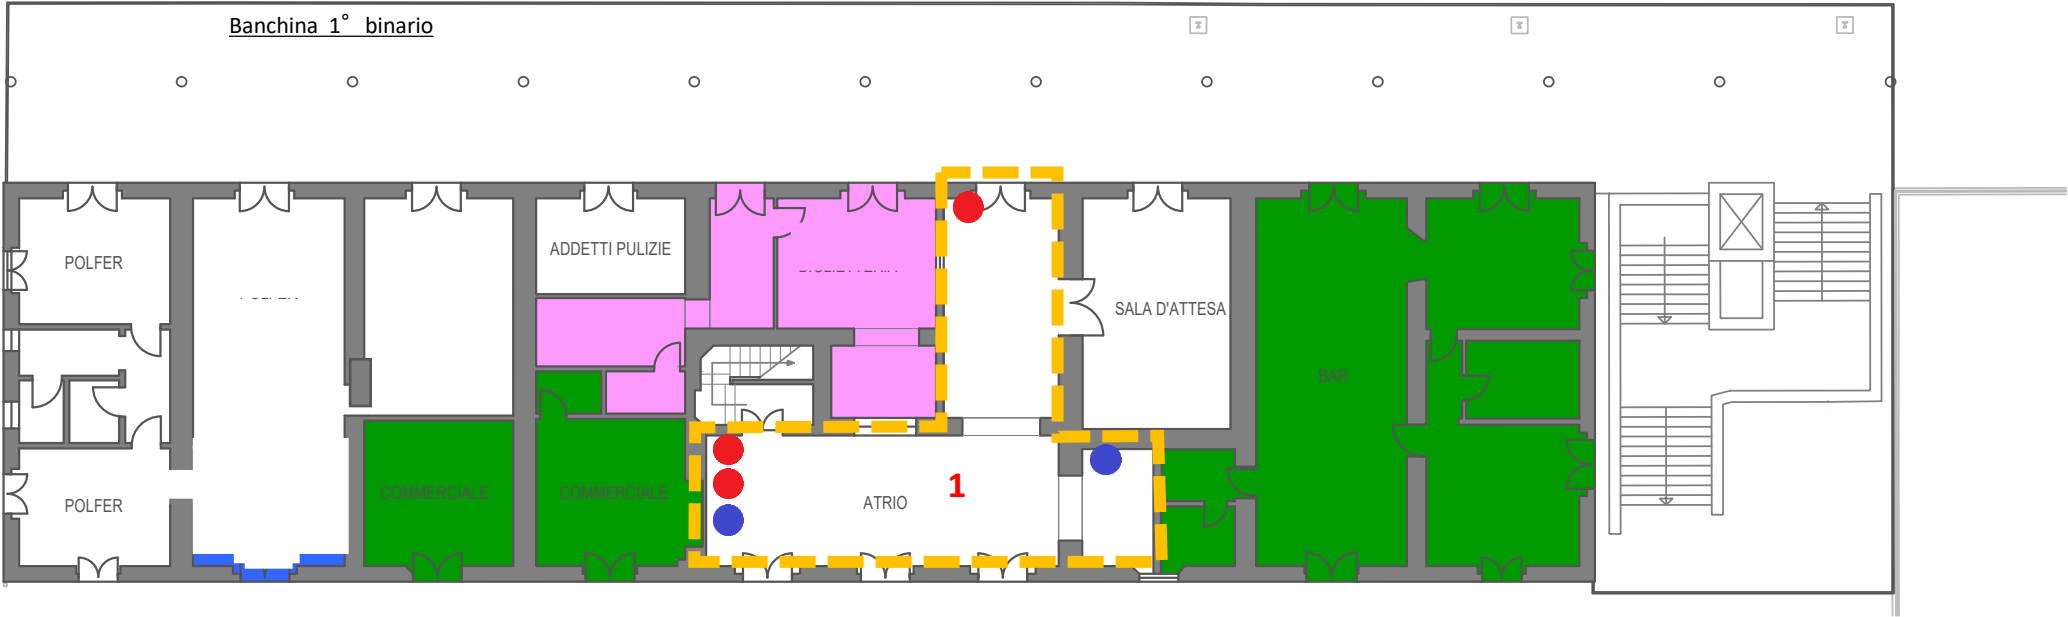 Banchina 1° binario
POLFER
ADDETTI PULIZIE
SALA D'ATTESA
BAR
COMMERCIALE
COMMERCIALE
ATRIO
1
POLFER